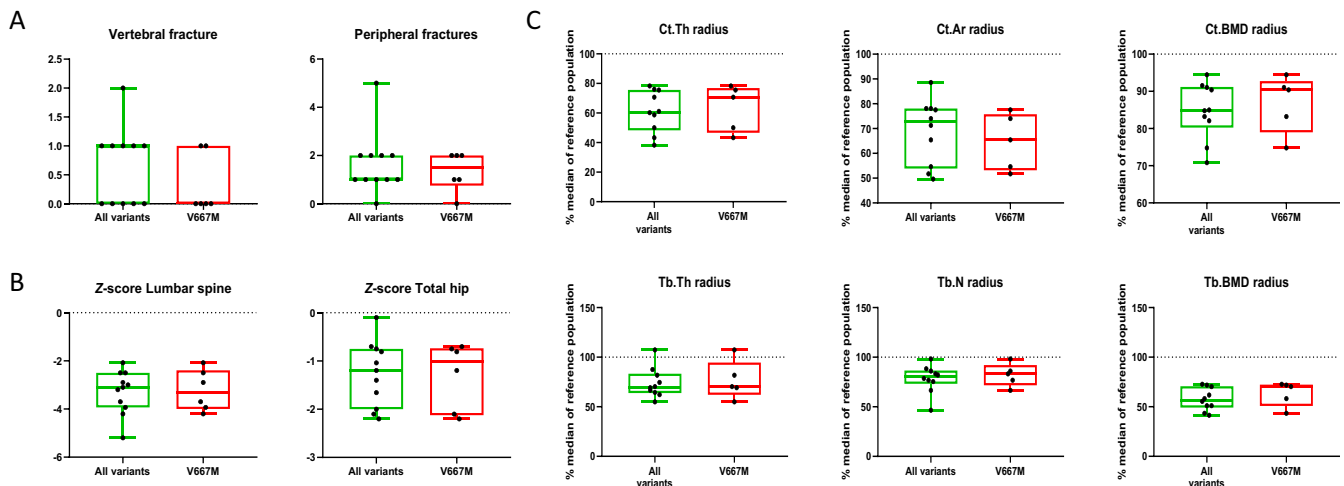 A
Vertebral fracture
2.5
2.0
1.5
1.0
0.5
0.0
All variants
V667M
Peripheral fractures
6
4
2
0
All variants
V667M
B
Z-score Lumbar spine
0
-2
-4
-6
All variants
V667M
Z-score Total hip
0
-1
-2
-3
All variants
V667M
C
Ct.Th radius
% median of reference population
100
80
60
40
20
0
All
variants
V667M
Ct.Ar radius
% median of reference population
100
90
80
70
60
50
40
All variants
V667M
Ct.BMD radius
% median of reference population
100
90
80
70
60
All variants
V667M
Tb.Th radius
% median of reference population
150
100
50
0
All
variants
V667M
Tb.N radius
% median of reference population
150
100
50
0
All variants
V667M
Tb.BMD radius
% median of reference population
150
100
50
0
All
variants
V667M